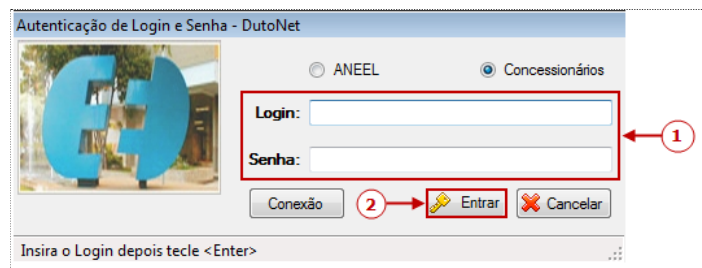 Autenticação de Login e Senha - DutoNet
ANEEL Concessionários
Login:
1
Senha:
Conexão 2 Entrar Cancelar
Insira o Login depois tecle <Enter>